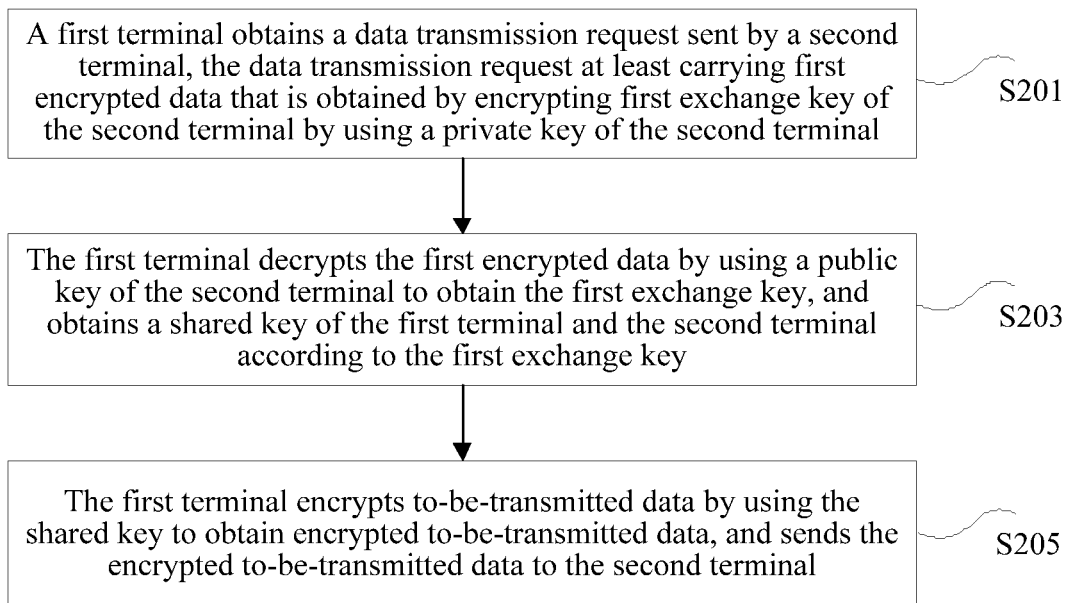 A first terminal obtains a data transmission request sent by a second
terminal, the data transmission request at least carrying first
encrypted data that is obtained by encrypting first exchange key of
the second terminal by using a private key of the second terminal
S201
The first terminal decrypts the first encrypted data by using a public
key of the second terminal to obtain the first exchange key, and
obtains a shared key of the first terminal and the second terminal
according to the first exchange key
S203
The first terminal encrypts to-be-transmitted data by using the
shared key to obtain encrypted to-be-transmitted data, and sends the
encrypted to-be-transmitted data to the second terminal
S205